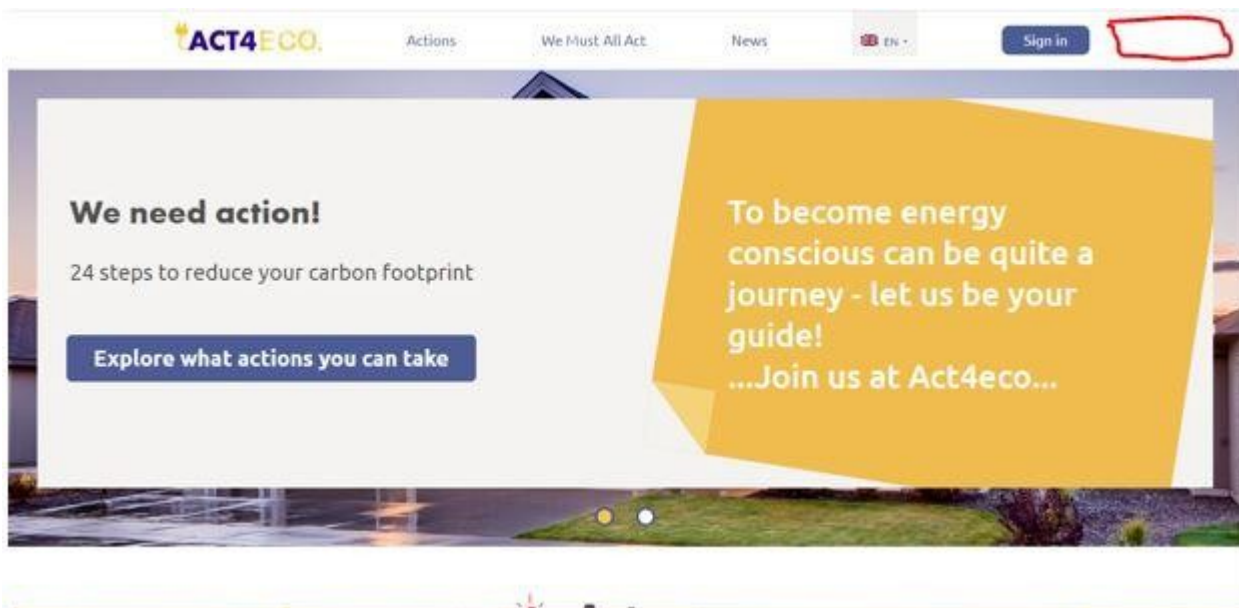 ACT4ECO.
Actions
We Must All Act
News
EN
Sign in
We need action!
24 steps to reduce your carbon footprint
Explore what actions you can take
To become energy
conscious can be quite a
journey - let us be your
guide!
...Join us at Act4eco...